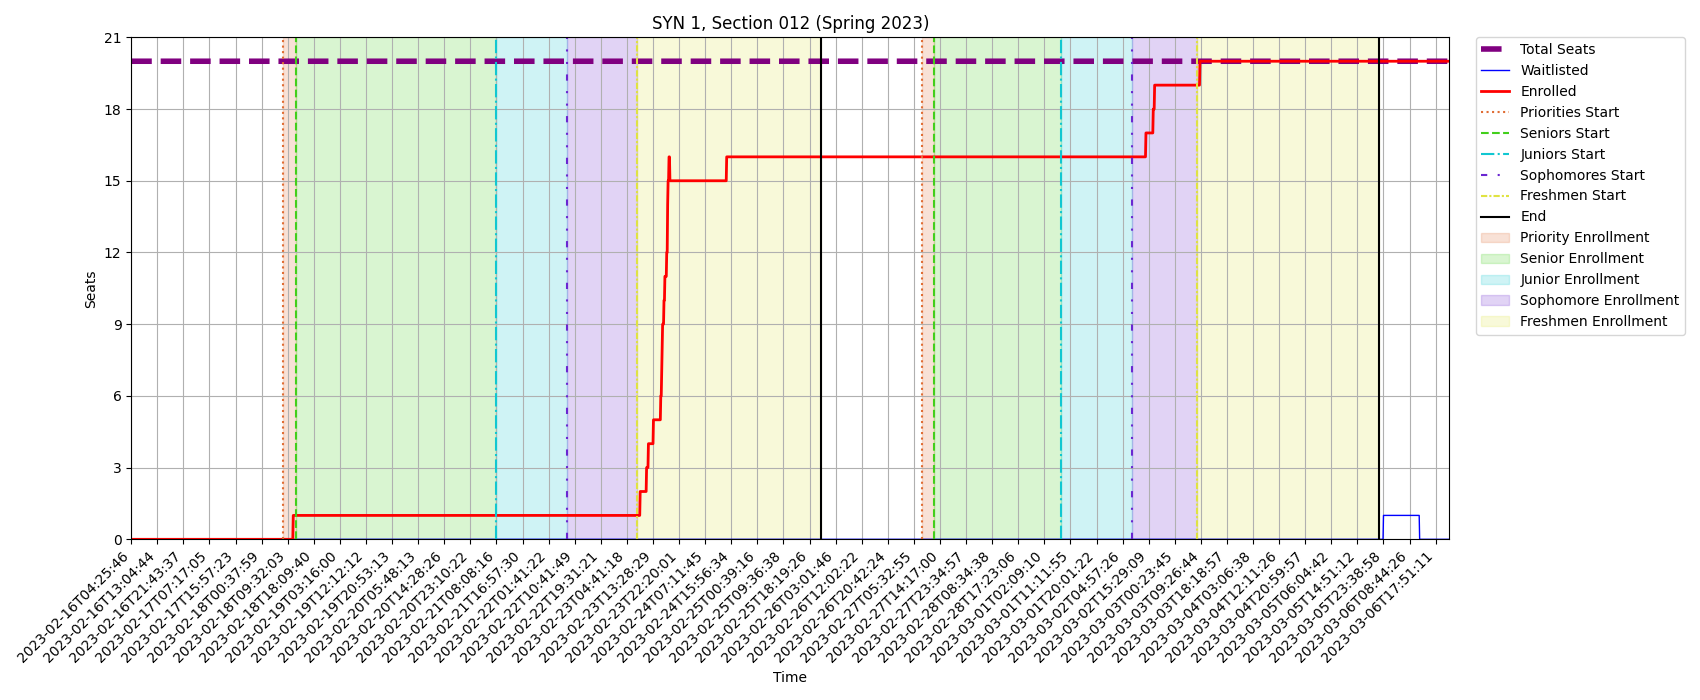 SYN 1, Section 012 (Spring 2023)
21
18
15
12
9
6
3
0
Seats
2023-02-16T04:25:46
2023-02-16T13:04:44
2023-02-16T21:43:37
2023-02-17T07:17:05
2023-02-17T15:57:23
2023-02-18T00:37:59
2023-02-18T09:32:03
2023-02-18T18:09:40
2023-02-19T03:16:00
2023-02-19T12:12:12
2023-02-19T20:53:13
2023-02-20T05:48:13
2023-02-20T14:28:26
2023-02-20T23:10:22
2023-02-21T08:08:16
2023-02-21T16:57:30
2023-02-22T01:41:22
2023-02-22T10:41:49
2023-02-22T19:31:21
2023-02-23T04:41:18
2023-02-23T13:28:29
2023-02-23T22:20:01
2023-02-24T07:11:45
2023-02-24T15:56:34
2023-02-25T00:39:16
2023-02-25T09:36:38
2023-02-25T18:19:26
2023-02-26T03:01:46
2023-02-26T12:02:22
2023-02-26T20:42:24
2023-02-27T05:32:55
2023-02-27T14:17:00
2023-02-27T23:34:57
2023-02-28T08:34:38
2023-02-28T17:23:06
2023-03-01T02:09:10
2023-03-01T11:11:55
2023-03-01T20:01:22
2023-03-02T04:57:26
2023-03-02T15:29:09
2023-03-03T00:23:45
2023-03-03T09:26:44
2023-03-03T18:18:57
2023-03-04T03:06:38
2023-03-04T12:11:26
2023-03-04T20:59:57
2023-03-05T06:04:42
2023-03-05T14:51:12
2023-03-05T23:38:58
2023-03-06T08:44:26
2023-03-06T17:51:11
Time
Total Seats
Waitlisted
Enrolled
Priorities Start
Seniors Start
Juniors Start
Sophomores Start
Freshmen Start
End
Priority Enrollment
Senior Enrollment
Junior Enrollment
Sophomore Enrollment
Freshmen Enrollment